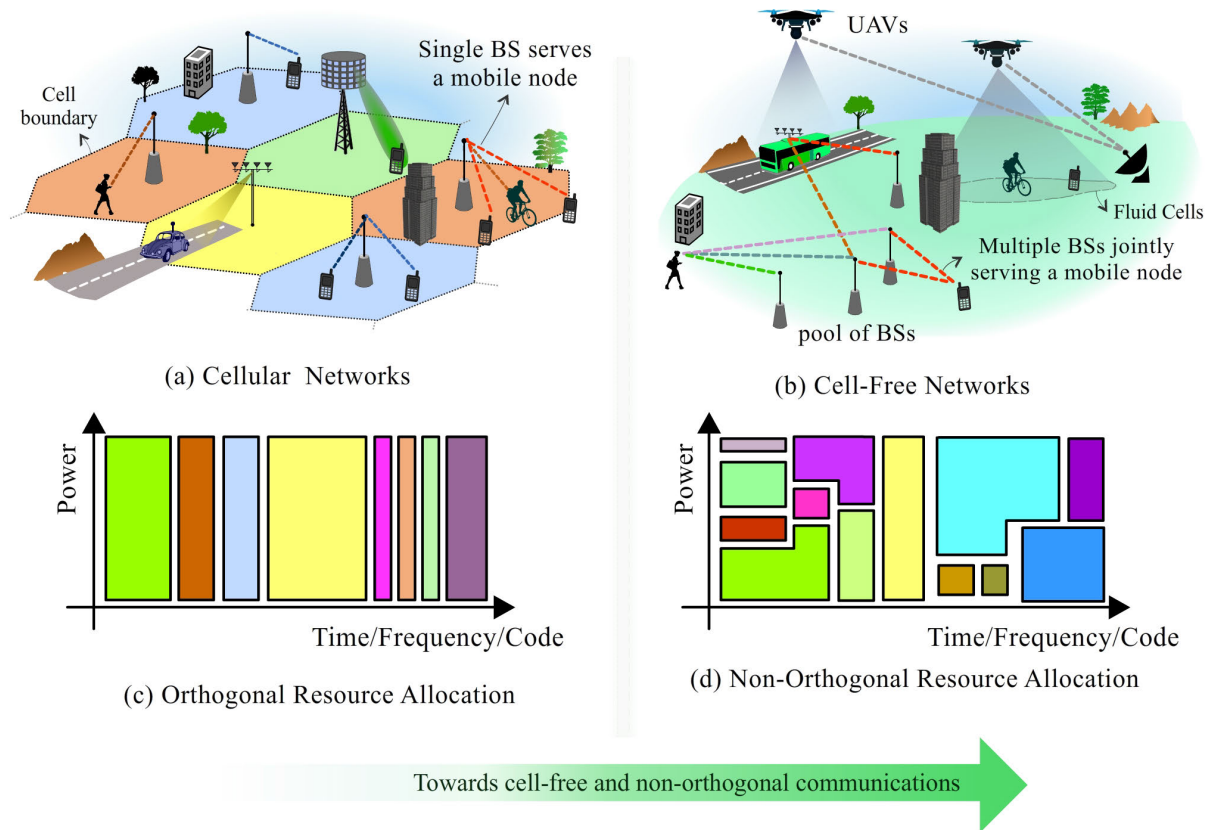 Single BS serves
a mobile node
Cell
boundary
(a) Cellular Networks
UAVs
Fluid Cells
Multiple BSs jointly
serving a mobile node
pool of BSs
(b) Cell-Free Networks
Power
Time/Frequency/Code
(c) Orthogonal Resource Allocation
Power
Time/Frequency/Code
(d) Non-Orthogonal Resource Allocation
Towards cell-free and non-orthogonal communications